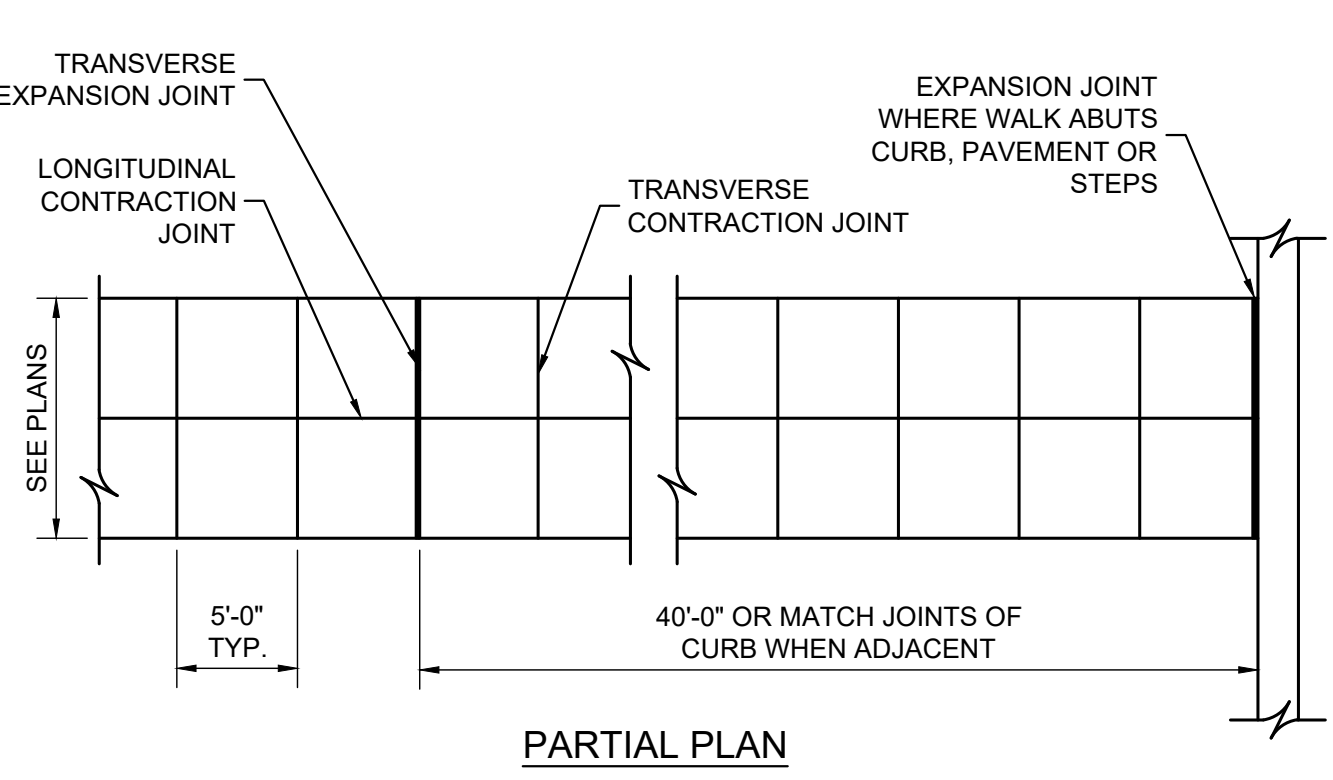 TRANSVERSE
EXPANSION JOINT
LONGITUDINAL
CONTRACTION
JOINT
TRANSVERSE
CONTRACTION JOINT
EXPANSION JOINT
WHERE WALK ABUTS
CURB, PAVEMENT OR
STEPS
SEE PLANS
5'-0"
TYP.
40'-0" OR MATCH JOINTS OF
CURB WHEN ADJACENT
PARTIAL PLAN